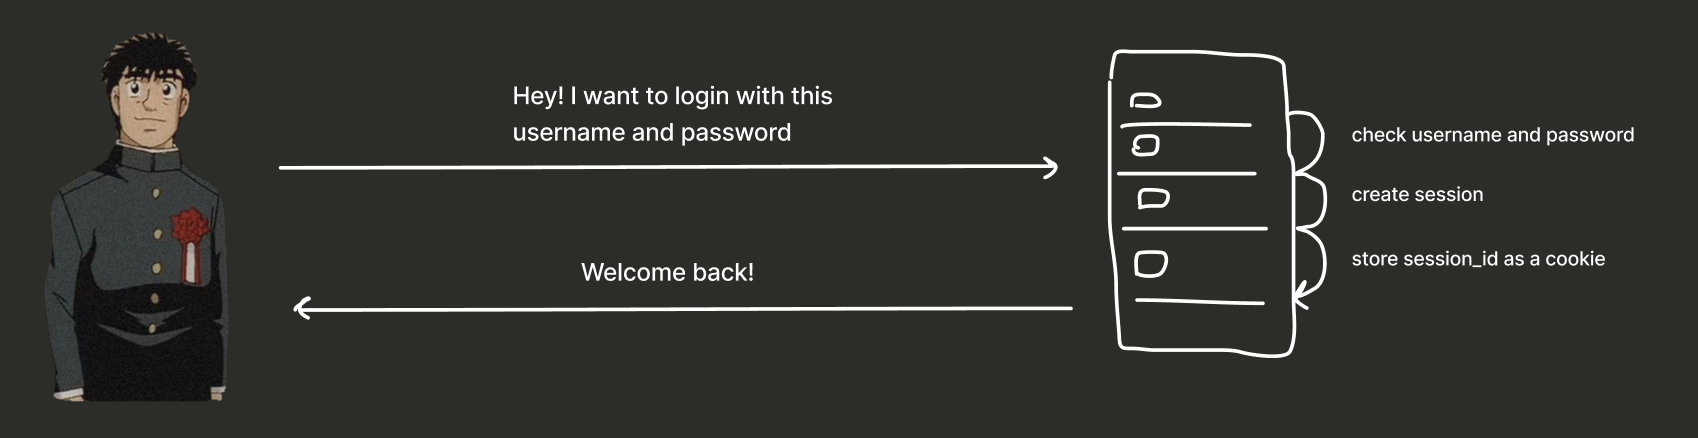 Hey! I want to login with this
username and password
Welcome back!
check username and password
create session
store session_id as a cookie